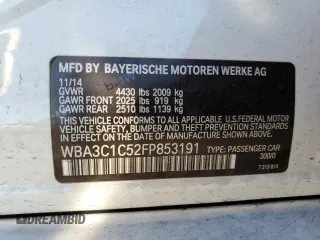 MFD BY BAYERISCHE MOTOREN WERKE AG
11/14
GVWR 4430 lbs 2009 kg
GAWR FRONT 2025 lbs 919 kg
GAWR REAR 2510 lbs 1139 kg
THIS VEHICLE CONFORMS TO ALL APPLICABLE
U.S. FEDERAL MOTOR VEHICLE SAFETY, BUMPER, AND
THEFT PREVENTION STANDARDS IN EFFECT ON THE
DATE OF MANUFACTURE SHOWN ABOVE.
WBA3C1C52FP853191 TYPE: PASSENGER CAR
300/0
AUTOBIDMASTER